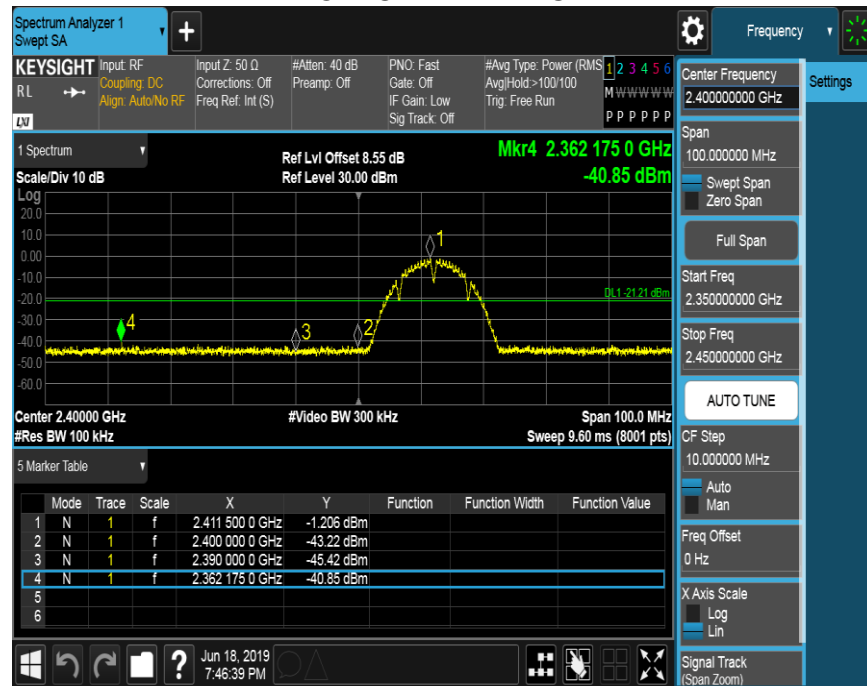 Spectrum Analyzer 1
Swept SA
Frequency
KEYSIGHT
RL
LXI
Input: RF
Coupling: DC
Align: Auto/No RF
Input Z: 50 Ω
Corrections: Off
Freq Ref: Int (S)
#Atten: 40 dB
Preamp: Off
PNO: Fast
Gate: Off
IF Gain: Low
Sig Track: Off
#Avg Type: Power (RMS
Avg|Hold:>100/100
Trig: Free Run
1 2 3 4 5 6
M W W W W W
P P P P P P
1 Spectrum
Scale/Div 10 dB
Ref Lvl Offset 8.55 dB
Ref Level 30.00 dBm
Mkr4 2.362 175 0 GHz
-40.85 dBm
Log
20.0
10.0
0.00
-10.0
-20.0
-30.0
-40.0
-50.0
-60.0
1
2
3
4
DL1 -21.21 dBm
Center 2.40000 GHz
#Video BW 300 kHz
Span 100.0 MHz
#Res BW 100 kHz
Sweep 9.60 ms (8001 pts)
5 Marker Table
Mode Trace Scale X Y Function Function Width Function Value
1 N 1 f 2.411 500 0 GHz -1.206 dBm
2 N 1 f 2.400 000 0 GHz -43.22 dBm
3 N 1 f 2.390 000 0 GHz -45.42 dBm
4 N 1 f 2.362 175 0 GHz -40.85 dBm
5
6
Jun 18, 2019
7:46:39 PM
Center Frequency
2.400000000 GHz
Settings
Span
100.000000 MHz
Swept Span
Zero Span
Full Span
Start Freq
2.350000000 GHz
Stop Freq
2.450000000 GHz
AUTO TUNE
CF Step
10.000000 MHz
Auto
Man
Freq Offset
0 Hz
X Axis Scale
Log
Lin
Signal Track
(Span Zoom)